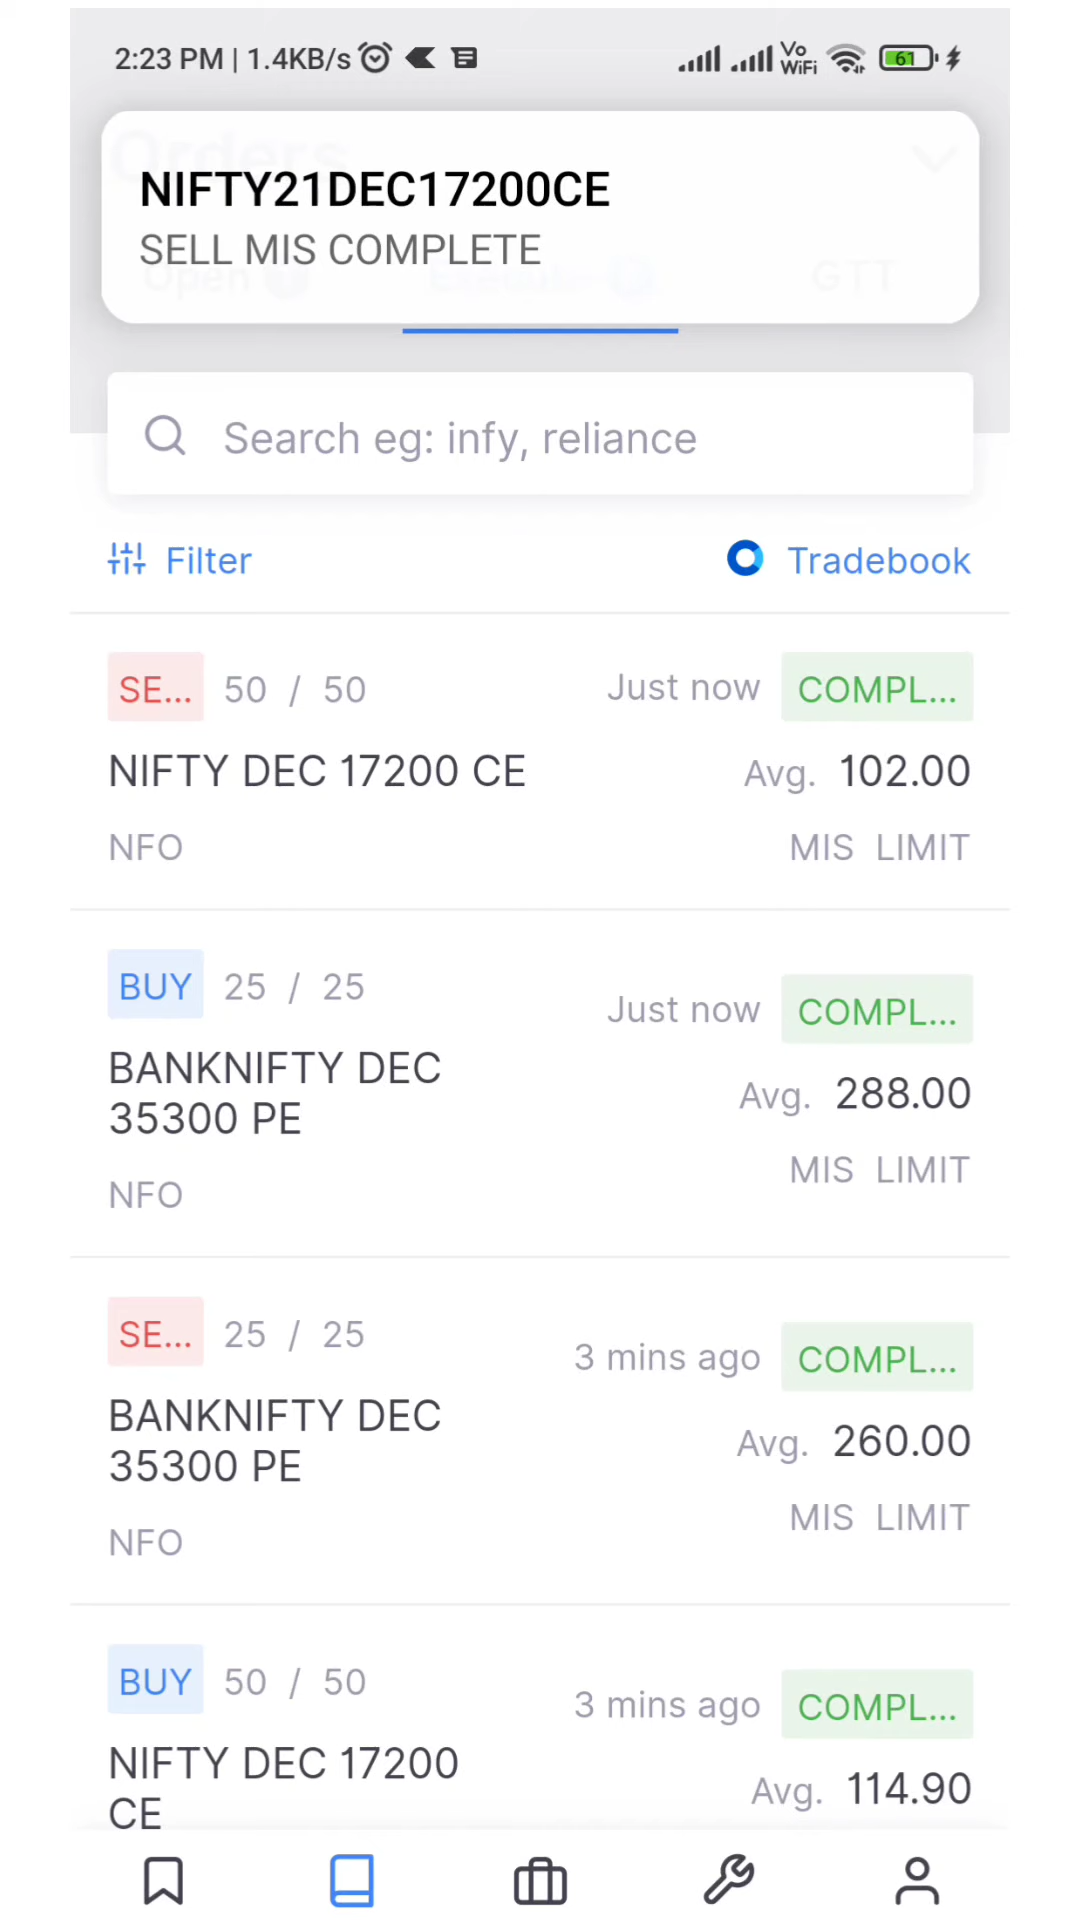 2:23 PM | 1.4KB/s
Vo
WiFi
61
Orders
NIFTY21DEC17200CE
SELL MIS COMPLETE
Open
GTT
Search eg: infy, reliance
Filter
Tradebook
SE... 50 / 50
Just now COMPL...
NIFTY DEC 17200 CE
Avg. 102.00
NFO
MIS LIMIT
BUY 25 / 25
Just now COMPL...
BANKNIFTY DEC
35300 PE
Avg. 288.00
MIS LIMIT
NFO
SE... 25 / 25
3 mins ago COMPL...
BANKNIFTY DEC
35300 PE
Avg. 260.00
MIS LIMIT
NFO
BUY 50 / 50
3 mins ago COMPL...
NIFTY DEC 17200
CE
Avg. 114.90